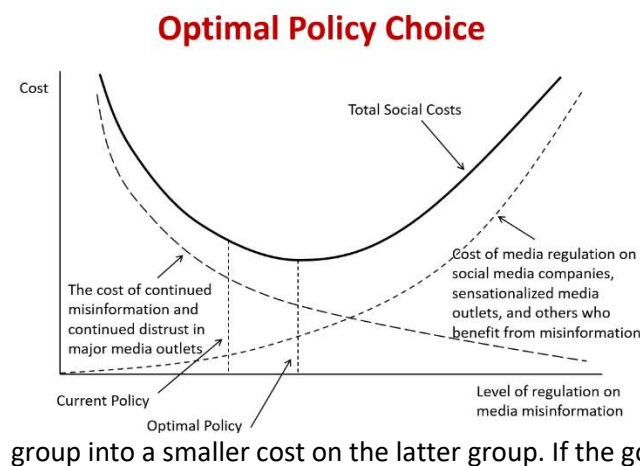 Optimal Policy Choice
Cost
Total Social Costs
The cost of continued
misinformation and
continued distrust in
major media outlets
Cost of media regulation on
social media companies,
sensationalized media
outlets, and others who
benefit from misinformation
Current Policy
Optimal Policy
Level of regulation on
media misinformation
group into a smaller cost on the latter group. If the go